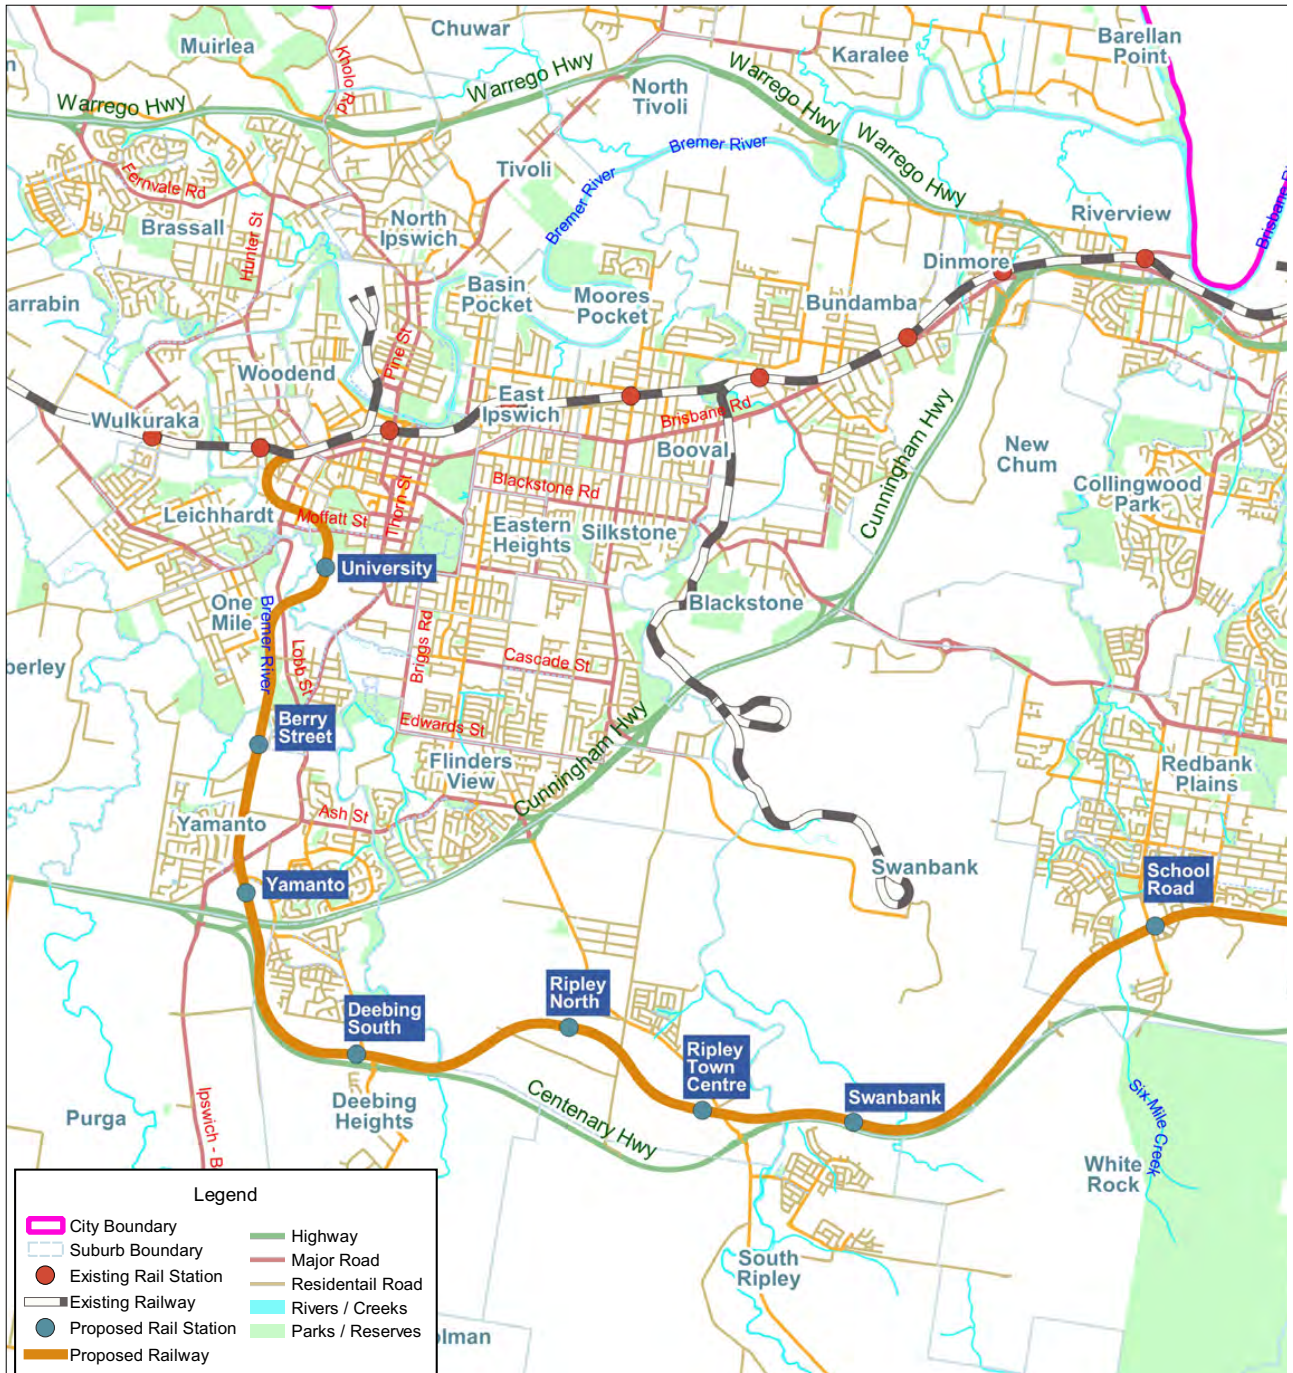 Chuwar
Muirlea
Kholo Rd
Karalee
Barellan
Point
Warrego Hwy
Warrego Hwy
North
Tivoli
Warrego Hwy
Warrego Hwy
Bremer River
Tivoli
Fernvale Rd
Bremer River
Brassall
Hunter St
North
Ipswich
Riverview
Dinmore
Basin
Pocket
Moores
Pocket
Bundamba
arrabin
Pine St
Woodend
East
Ipswich
Wulkuraka
Brisbane Rd
Booval
Cunningham Hwy
New
Chum
Collingwood
Park
Blackstone Rd
Thorn St
Leichhardt
Moffatt St
Eastern
Heights
Silkstone
University
One
Mile
Bremer River
Blackstone
Briggs Rd
Lobb St
Cascade St
berley
Berry
Street
Edwards St
Flinders
View
Cunningham Hwy
Redbank
Plains
Ash St
Yamanto
Swanbank
School
Road
Yamanto
Ripley
North
Deebing
South
Ripley
Town
Centre
Swanbank
Centenary Hwy
Six Mile Creek
Purga
Ipswich - B
Deebing
Heights
White
Rock
South
Ripley
olman
Legend
City Boundary
Suburb Boundary
Existing Rail Station
Existing Railway
Proposed Rail Station
Proposed Railway
Highway
Major Road
Residentail Road
Rivers / Creeks
Parks / Reserves